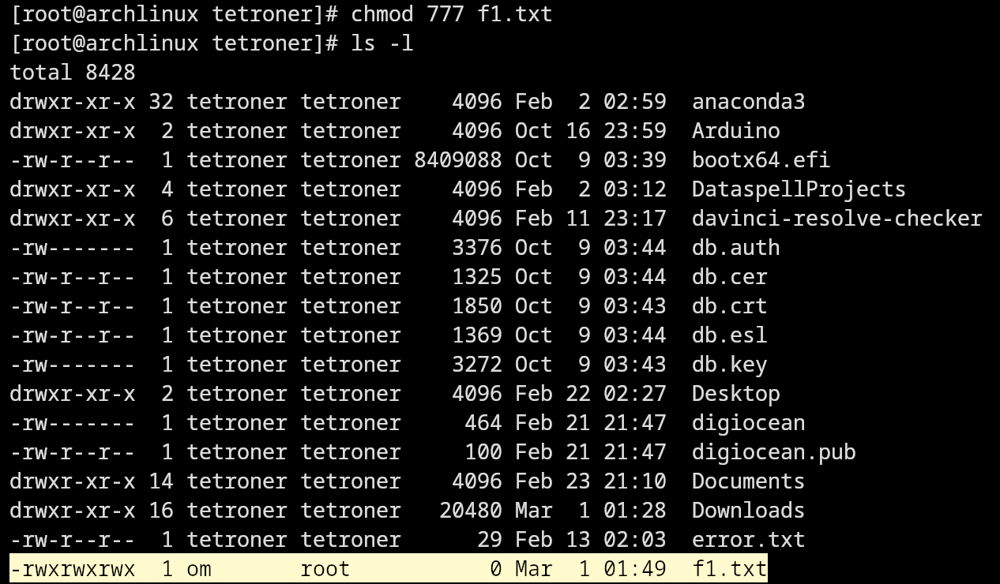 [root@archlinux tetroner]# chmod 777 f1.txt
[root@archlinux tetroner]# ls -l
total 8428
drwxr-xr-x 32 tetroner tetroner    4096 Feb  2 02:59  anaconda3
drwxr-xr-x  2 tetroner tetroner    4096 Oct 16 23:59  Arduino
-rw-r--r--  1 tetroner tetroner 8409088 Oct  9 03:39  bootx64.efi
drwxr-xr-x  4 tetroner tetroner    4096 Feb  2 03:12  DataspellProjects
drwxr-xr-x  6 tetroner tetroner    4096 Feb 11 23:17  davinci-resolve-checker
-rw-------  1 tetroner tetroner    3376 Oct  9 03:44  db.auth
-rw-r--r--  1 tetroner tetroner    1325 Oct  9 03:44  db.cer
-rw-r--r--  1 tetroner tetroner    1850 Oct  9 03:43  db.crt
-rw-r--r--  1 tetroner tetroner    1369 Oct  9 03:44  db.esl
-rw-------  1 tetroner tetroner    3272 Oct  9 03:43  db.key
drwxr-xr-x  2 tetroner tetroner    4096 Feb 22 02:27  Desktop
-rw-------  1 tetroner tetroner     464 Feb 21 21:47  digiocean
-rw-r--r--  1 tetroner tetroner     100 Feb 21 21:47  digiocean.pub
drwxr-xr-x 14 tetroner tetroner    4096 Feb 23 21:10  Documents
drwxr-xr-x 16 tetroner tetroner   20480 Mar  1 01:28  Downloads
-rw-r--r--  1 tetroner tetroner      29 Feb 13 02:03  error.txt
-rwxrwxrwx  1 om       root           0 Mar  1 01:49  f1.txt